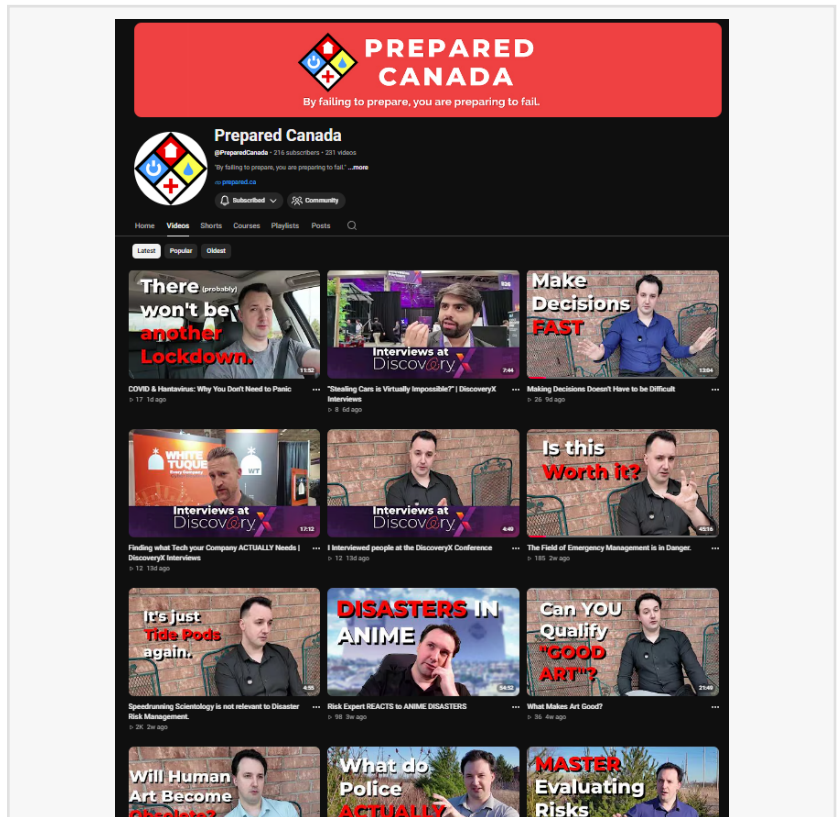 PREPARED
CANADA
By failing to prepare, you are preparing to fail.
Prepared Canada
@PreparedCanada • 216 subscribers • 231 videos
"By failing to prepare, you are preparing to fail." ...more
prepared.ca
Subscribed
Community
Home Videos Shorts Courses Playlists Posts
Latest Popular Oldest
There (probably)
won't be
another
Lockdown.
11:52
Interviews at
DiscoveryX
7:44
Make
Decisions
FAST
13:04
COVID & Hantavirus: Why You Don't Need to Panic
17 1d ago
"Stealing Cars is Virtually Impossible?" | DiscoveryX
Interviews
8 6d ago
Making Decisions Doesn't Have to be Difficult
26 9d ago
WHITE
TUQUE
Every Company
WT
Interviews at
DiscoveryX
17:12
Interviews at
DiscoveryX
4:49
Is this
Worth it?
45:16
Finding what Tech your Company ACTUALLY Needs |
DiscoveryX Interviews
12 13d ago
I Interviewed people at the DiscoveryX Conference
12 13d ago
The Field of Emergency Management is in Danger.
185 2w ago
It's just
Tide Pods
again.
4:55
DISASTERS IN
ANIME
54:52
Can YOU
Qualify
"GOOD
ART"?
21:49
Speedrunning Scientology is not relevant to Disaster
Risk Management.
2K 2w ago
Risk Expert REACTS to ANIME DISASTERS
98 3w ago
What Makes Art Good?
36 4w ago
Will Human
Art Become
Obsolete?
What do
Police
ACTUALLY
MASTER
Evaluating
Risks